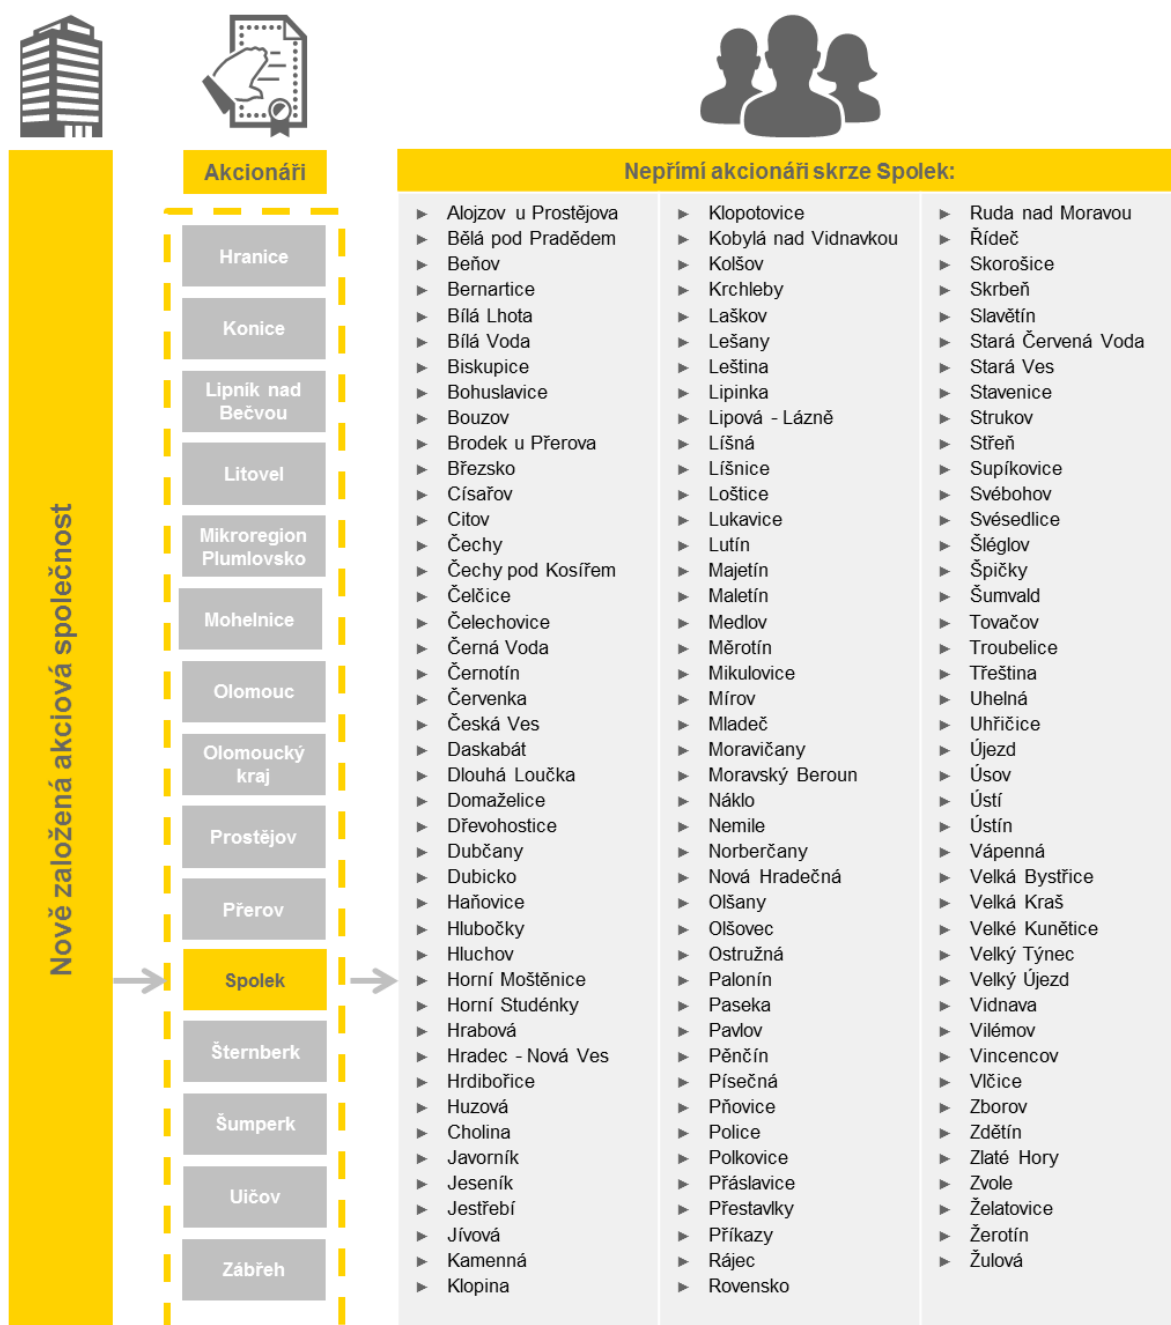 Nově založená akciová společnost
Akcionáři
Hranice
Konice
Lipník nad
Bečvou
Litovel
Mikroregion
Plumlovsko
Mohelnice
Olomouc
Olomoucký
kraj
Prostějov
Přerov
Spolek
Šternberk
Šumperk
Uičov
Zábřeh
Nepřímí akcionáři skrze Spolek:
► Alojzov u Prostějova
► Bělá pod Pradědem
► Beňov
► Bernartice
► Bílá Lhota
► Bílá Voda
► Biskupice
► Bohuslavice
► Bouzov
► Brodek u Přerova
► Březsko
► Císařov
► Citov
► Čechy
► Čechy pod Kosířem
► Čelčice
► Čelechovice
► Černá Voda
► Černotín
► Červenka
► Česká Ves
► Daskabát
► Dlouhá Loučka
► Domaželice
► Dřevohostice
► Dubčany
► Dubicko
► Haňovice
► Hlubočky
► Hluchov
► Horní Moštěnice
► Horní Studénky
► Hrabová
► Hradec - Nová Ves
► Hrdibořice
► Huzová
► Cholina
► Javorník
► Jeseník
► Jestřebí
► Jívová
► Kamenná
► Klopina
► Klopotovice
► Kobylá nad Vidnavkou
► Kolšov
► Krchleby
► Laškov
► Lešany
► Leština
► Lipinka
► Lipová - Lázně
► Líšná
► Líšnice
► Loštice
► Lukavice
► Lutín
► Majetín
► Maletín
► Medlov
► Měrotín
► Mikulovice
► Mírov
► Mladeč
► Moravičany
► Moravský Beroun
► Náklo
► Nemile
► Norberčany
► Nová Hradečná
► Olšany
► Olšovec
► Ostružná
► Palonín
► Paseka
► Pavlov
► Pěnčín
► Písečná
► Pňovice
► Police
► Polkovice
► Přáslavice
► Přestavlky
► Příkazy
► Rájec
► Rovensko
► Ruda nad Moravou
► Řídeč
► Skorošice
► Skrbeň
► Slavětín
► Stará Červená Voda
► Stará Ves
► Stavenice
► Strukov
► Střeň
► Supíkovice
► Svébohov
► Svésedlice
► Šléglov
► Špičky
► Šumvald
► Tovačov
► Troubelice
► Třeština
► Uhelná
► Uhřičice
► Újezd
► Úsov
► Ústí
► Ústín
► Vápenná
► Velká Bystřice
► Velká Kraš
► Velké Kunětice
► Velký Týnec
► Velký Újezd
► Vidnava
► Vilémov
► Vincencov
► Vlčice
► Zborov
► Zdětín
► Zlaté Hory
► Zvole
► Želatovice
► Žerotín
► Žulová